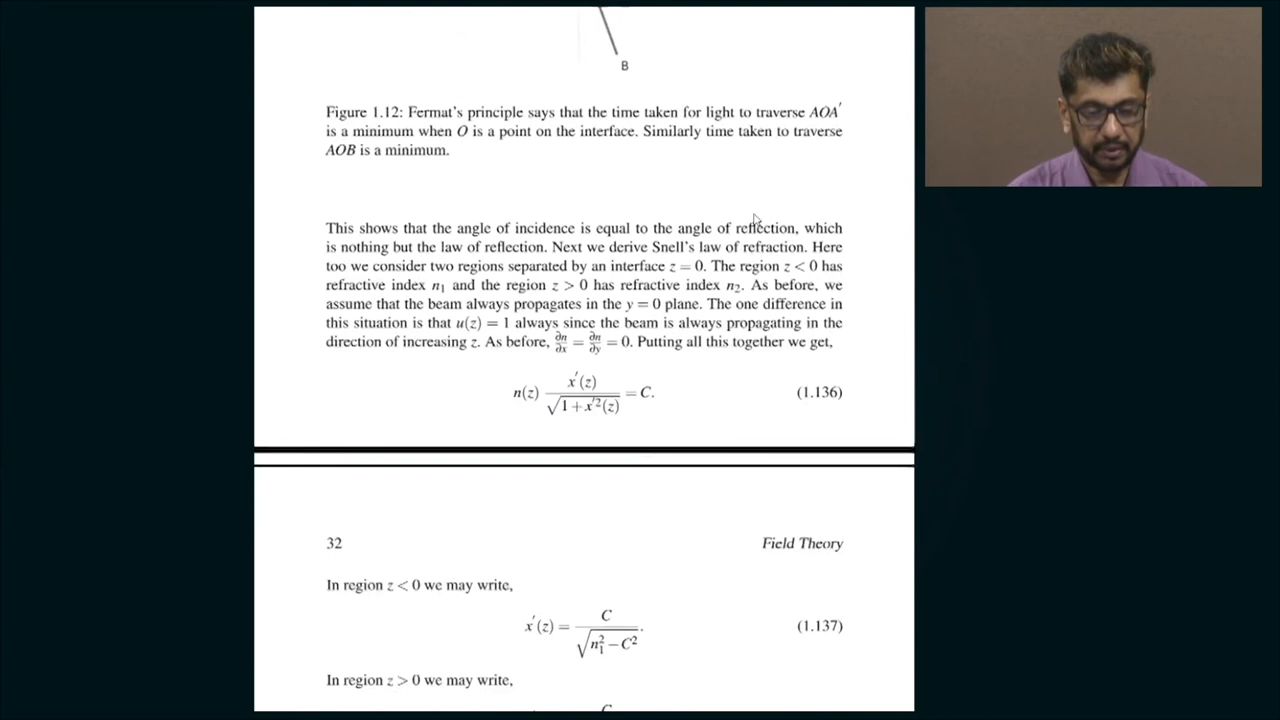 B
Figure 1.12: Fermat's principle says that the time taken for light to traverse AOA′
is a minimum when O is a point on the interface. Similarly time taken to traverse
AOB is a minimum.
This shows that the angle of incidence is equal to the angle of reflection, which
is nothing but the law of reflection. Next we derive Snell's law of refraction. Here
too we consider two regions separated by an interface z = 0. The region z < 0 has
refractive index n₁ and the region z > 0 has refractive index n₂. As before, we
assume that the beam always propagates in the y = 0 plane. The one difference in
this situation is that u(z) = 1 always since the beam is always propagating in the
direction of increasing z. As before, ∂n/∂x = ∂n/∂y = 0. Putting all this together we get,
n(z) x′(z)/√(1+x′²(z)) = C. (1.136)
32 Field Theory
In region z < 0 we may write,
x′(z) = C/√(n₁² − C²). (1.137)
In region z > 0 we may write,